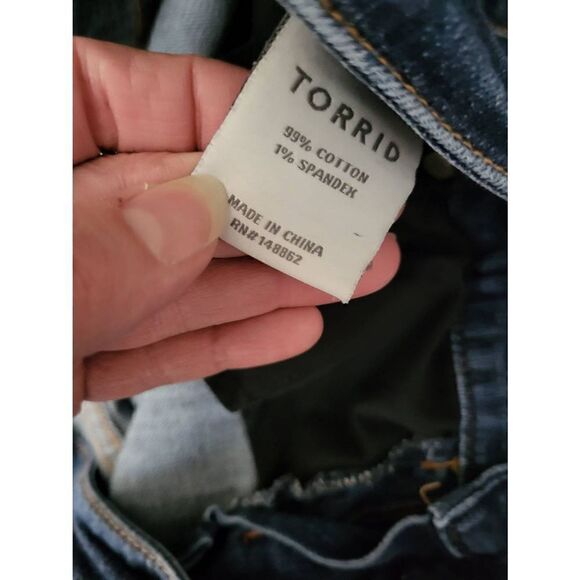 TORRID
99% COTTON
1% SPANDEX
MADE IN CHINA
RN# 148862